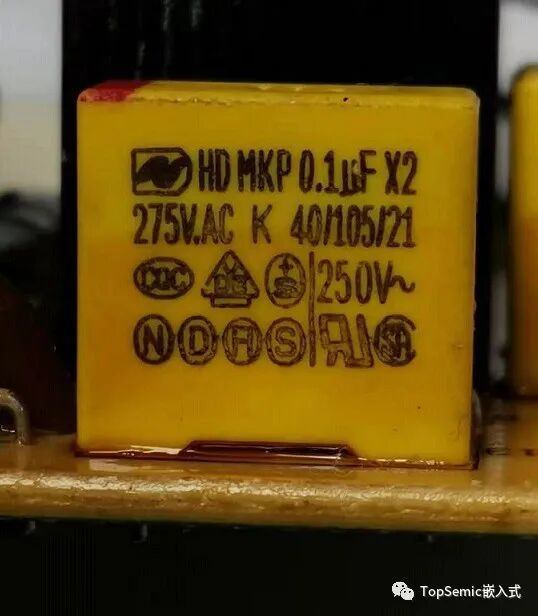 HD MKP 0.1µF X2
275V.AC K 40/105/21
CQC 250V~
N D F S
TopSemic嵌入式